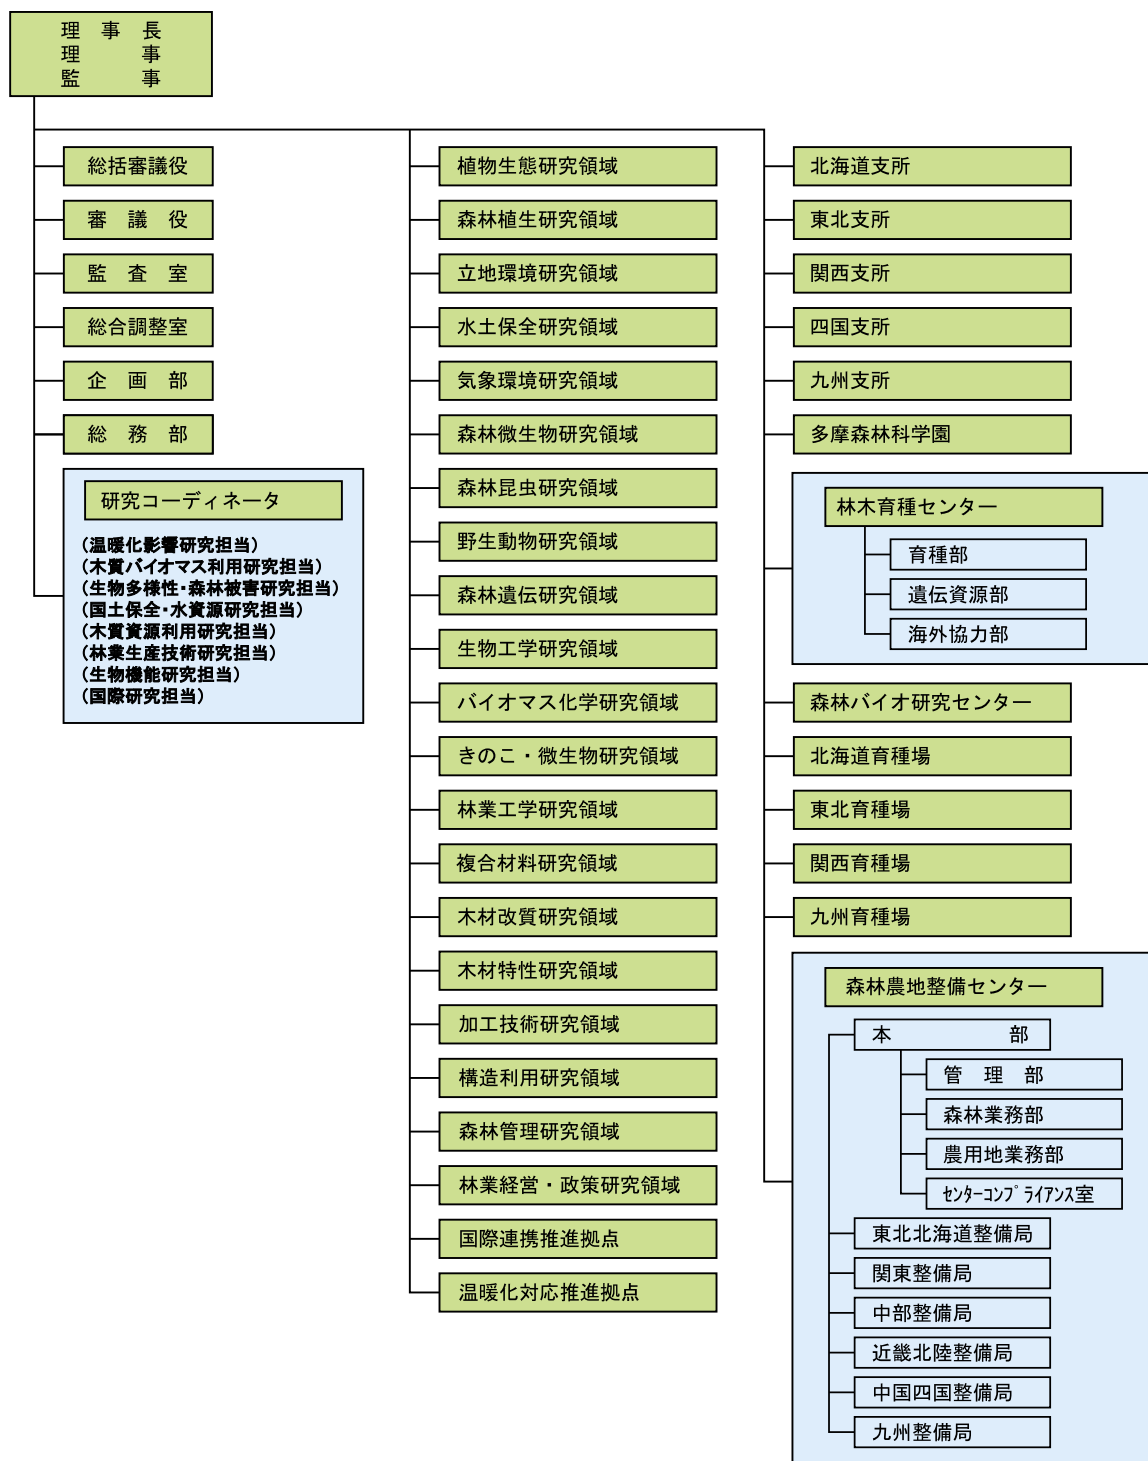 理　事　長
理　　　事
監　　　事
総括審議役
審　議　役
監　査　室
総合調整室
企　画　部
総　務　部
研究コーディネータ
（温暖化影響研究担当）
（木質バイオマス利用研究担当）
（生物多様性・森林被害研究担当）
（国土保全・水資源研究担当）
（木質資源利用研究担当）
（林業生産技術研究担当）
（生物機能研究担当）
（国際研究担当）
植物生態研究領域
森林植生研究領域
立地環境研究領域
水土保全研究領域
気象環境研究領域
森林微生物研究領域
森林昆虫研究領域
野生動物研究領域
森林遺伝研究領域
生物工学研究領域
バイオマス化学研究領域
きのこ・微生物研究領域
林業工学研究領域
複合材料研究領域
木材改質研究領域
木材特性研究領域
加工技術研究領域
構造利用研究領域
森林管理研究領域
林業経営・政策研究領域
国際連携推進拠点
温暖化対応推進拠点
北海道支所
東北支所
関西支所
四国支所
九州支所
多摩森林科学園
林木育種センター
育種部
遺伝資源部
海外協力部
森林バイオ研究センター
北海道育種場
東北育種場
関西育種場
九州育種場
森林農地整備センター
本　　　　　　部
管　理　部
森林業務部
農用地業務部
ｾﾝﾀｰｺﾝﾌﾟﾗｲｱﾝｽ室
東北北海道整備局
関東整備局
中部整備局
近畿北陸整備局
中国四国整備局
九州整備局